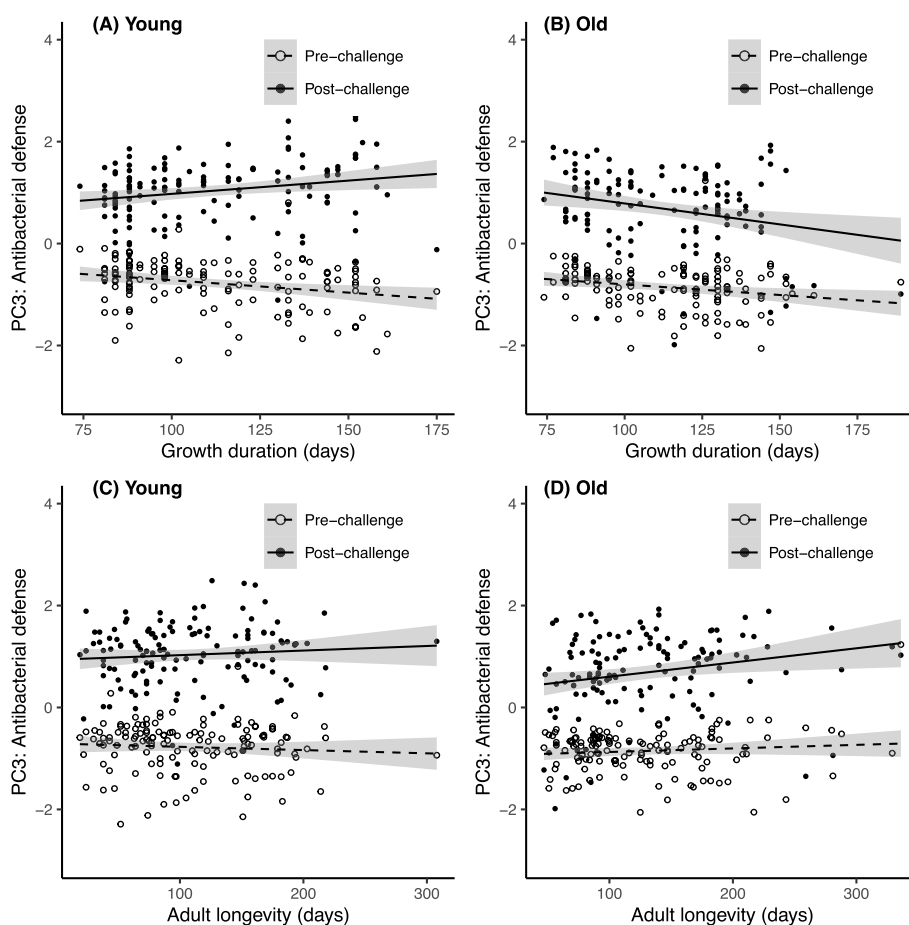 (A) Young
Pre−challenge
Post−challenge
4
2
0
−2
PC3: Antibacterial defense
75
100
125
150
175
Growth duration (days)
(B) Old
Pre−challenge
Post−challenge
4
2
0
−2
PC3: Antibacterial defense
75
100
125
150
175
Growth duration (days)
(C) Young
Pre−challenge
Post−challenge
4
2
0
−2
PC3: Antibacterial defense
100
200
300
Adult longevity (days)
(D) Old
Pre−challenge
Post−challenge
4
2
0
−2
PC3: Antibacterial defense
100
200
300
Adult longevity (days)